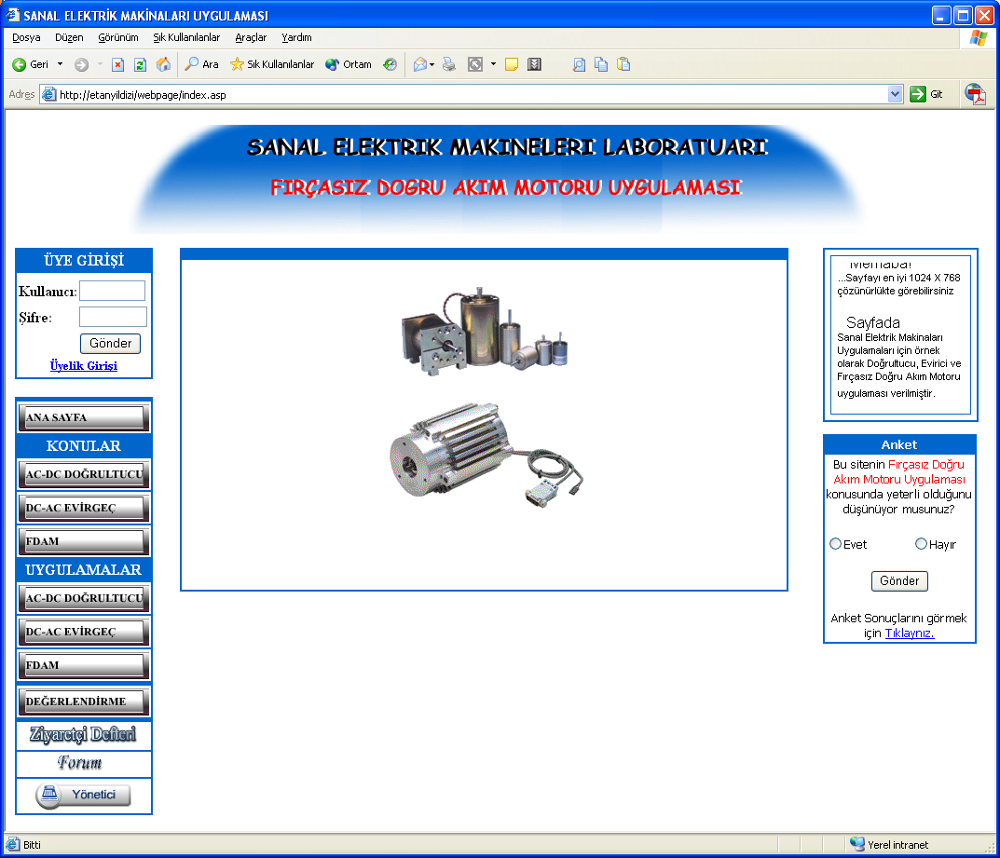 SANAL ELEKTRİK MAKİNALARI UYGULAMASI
Dosya Düzen Görünüm Sık Kullanılanlar Araçlar Yardım
Geri Ara Sık Kullanılanlar Ortam
Adres http://etanyildizi/webpage/index.asp Git
SANAL ELEKTRIK MAKINELERI LABORATUARI
FIRÇASIZ DOGRU AKIM MOTORU UYGULAMASI
ÜYE GİRİŞİ
Kullanıcı:
Şifre:
Gönder
Üyelik Girişi
ANA SAYFA
KONULAR
AC-DC DOĞRULTUCU
DC-AC EVİRGEÇ
FDAM
UYGULAMALAR
AC-DC DOĞRULTUCU
DC-AC EVİRGEÇ
FDAM
DEĞERLENDİRME
Ziyaretçi Defteri
Forum
Yönetici
...Sayfayı en iyi 1024 X 768
çözünürlükte görebilirsiniz
Sayfada
Sanal Elektrik Makinaları
Uygulamaları için örnek
olarak Doğrultucu, Evirici ve
Fırçasız Doğru Akım Motoru
uygulaması verilmiştir.
Anket
Bu sitenin Fırçasız Doğru
Akım Motoru Uygulaması
konusunda yeterli olduğunu
düşünüyor musunuz?
Evet Hayır
Gönder
Anket Sonuçlarını görmek
için Tıklaynız.
Bitti Yerel intranet